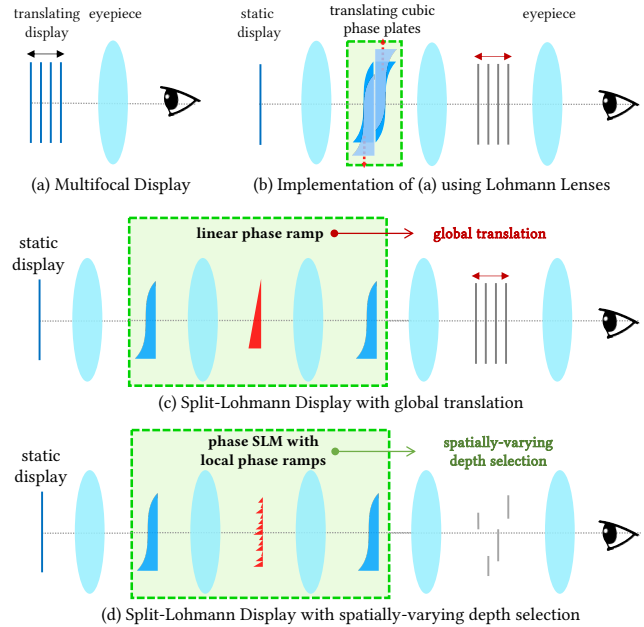 translating
display
eyepiece
(a) Multifocal Display
static
display
translating cubic
phase plates
eyepiece
(b) Implementation of (a) using Lohmann Lenses
static
display
linear phase ramp
global translation
(c) Split-Lohmann Display with global translation
static
display
phase SLM with
local phase ramps
spatially-varying
depth selection
(d) Split-Lohmann Display with spatially-varying depth selection